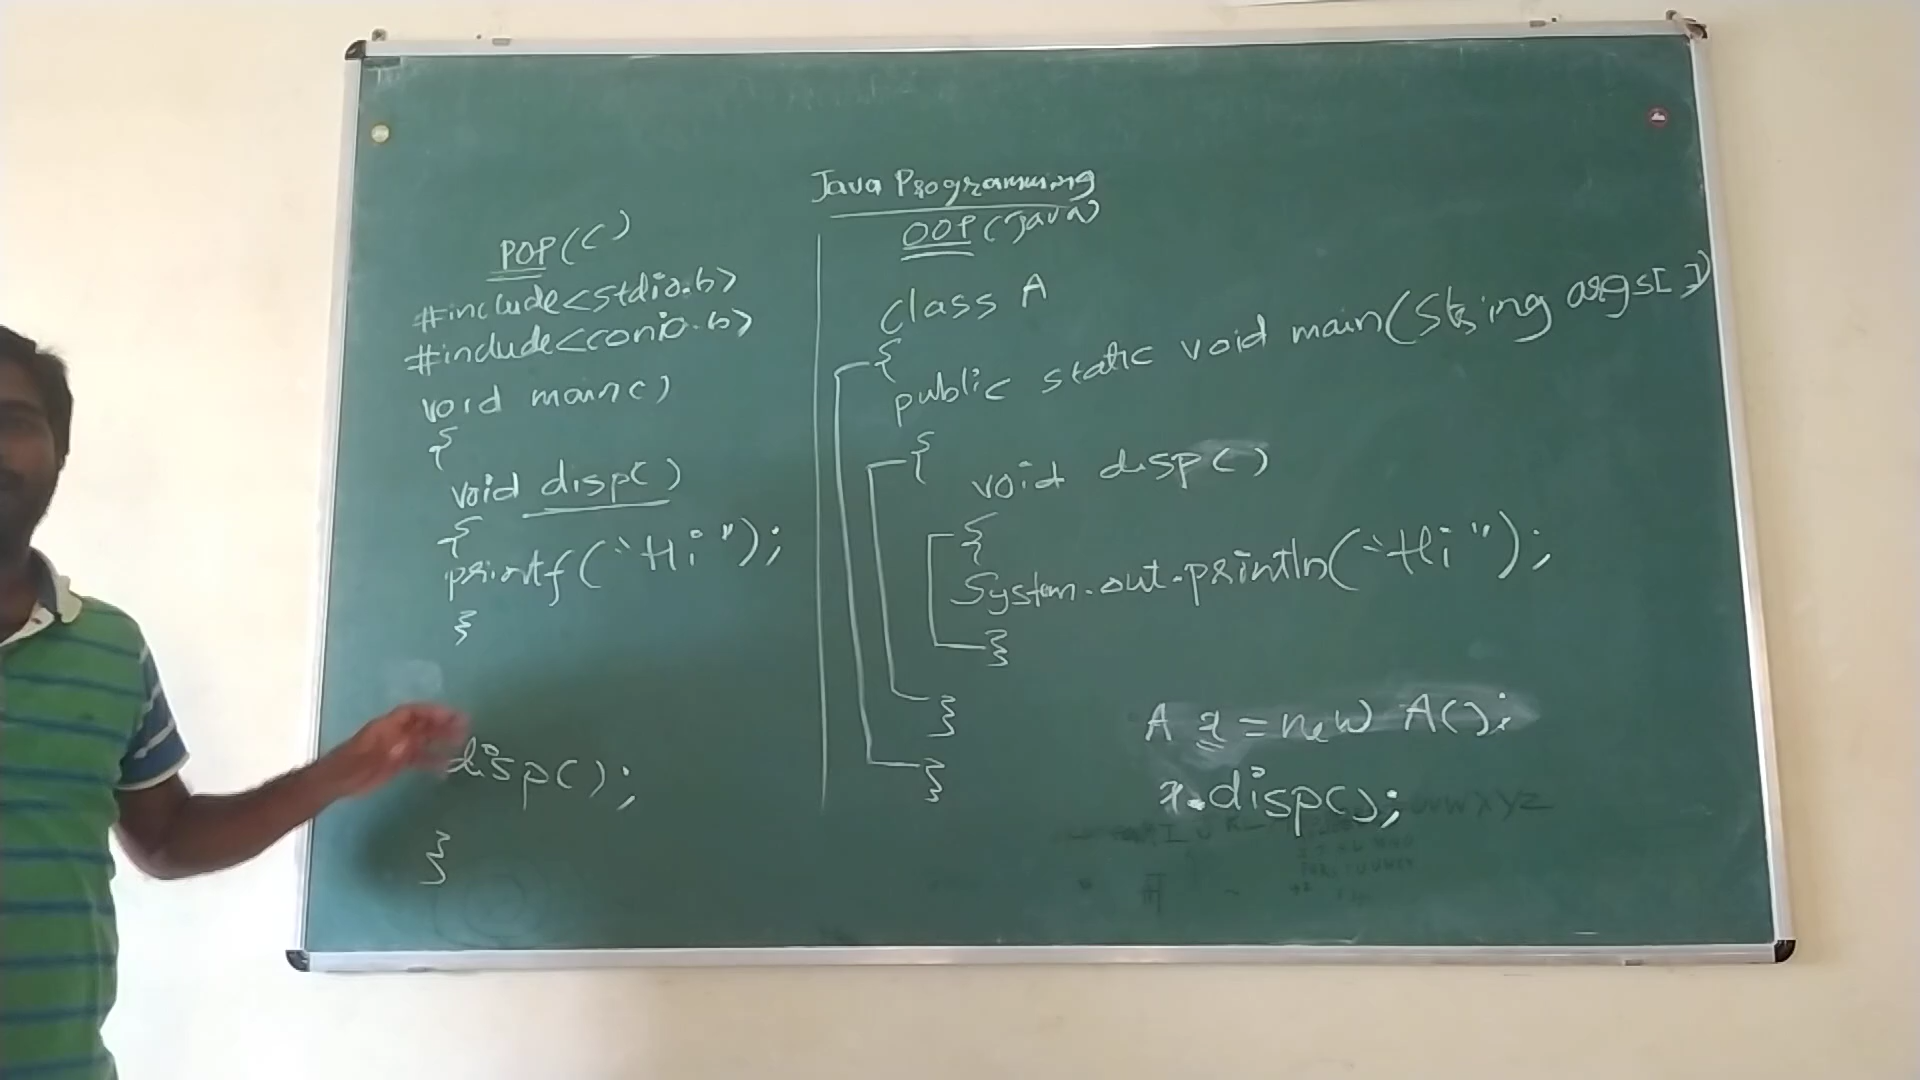 Java Programming
POP(C)
#include<stdio.h>
#include<conio.h>
void main()
{
void disp()
{
printf("Hi");
}
disp();
}
OOP(Java)
class A
{
public static void main(String args[])
{
void disp()
{
System.out.println("Hi");
}
}
}
A x = new A();
x.disp();